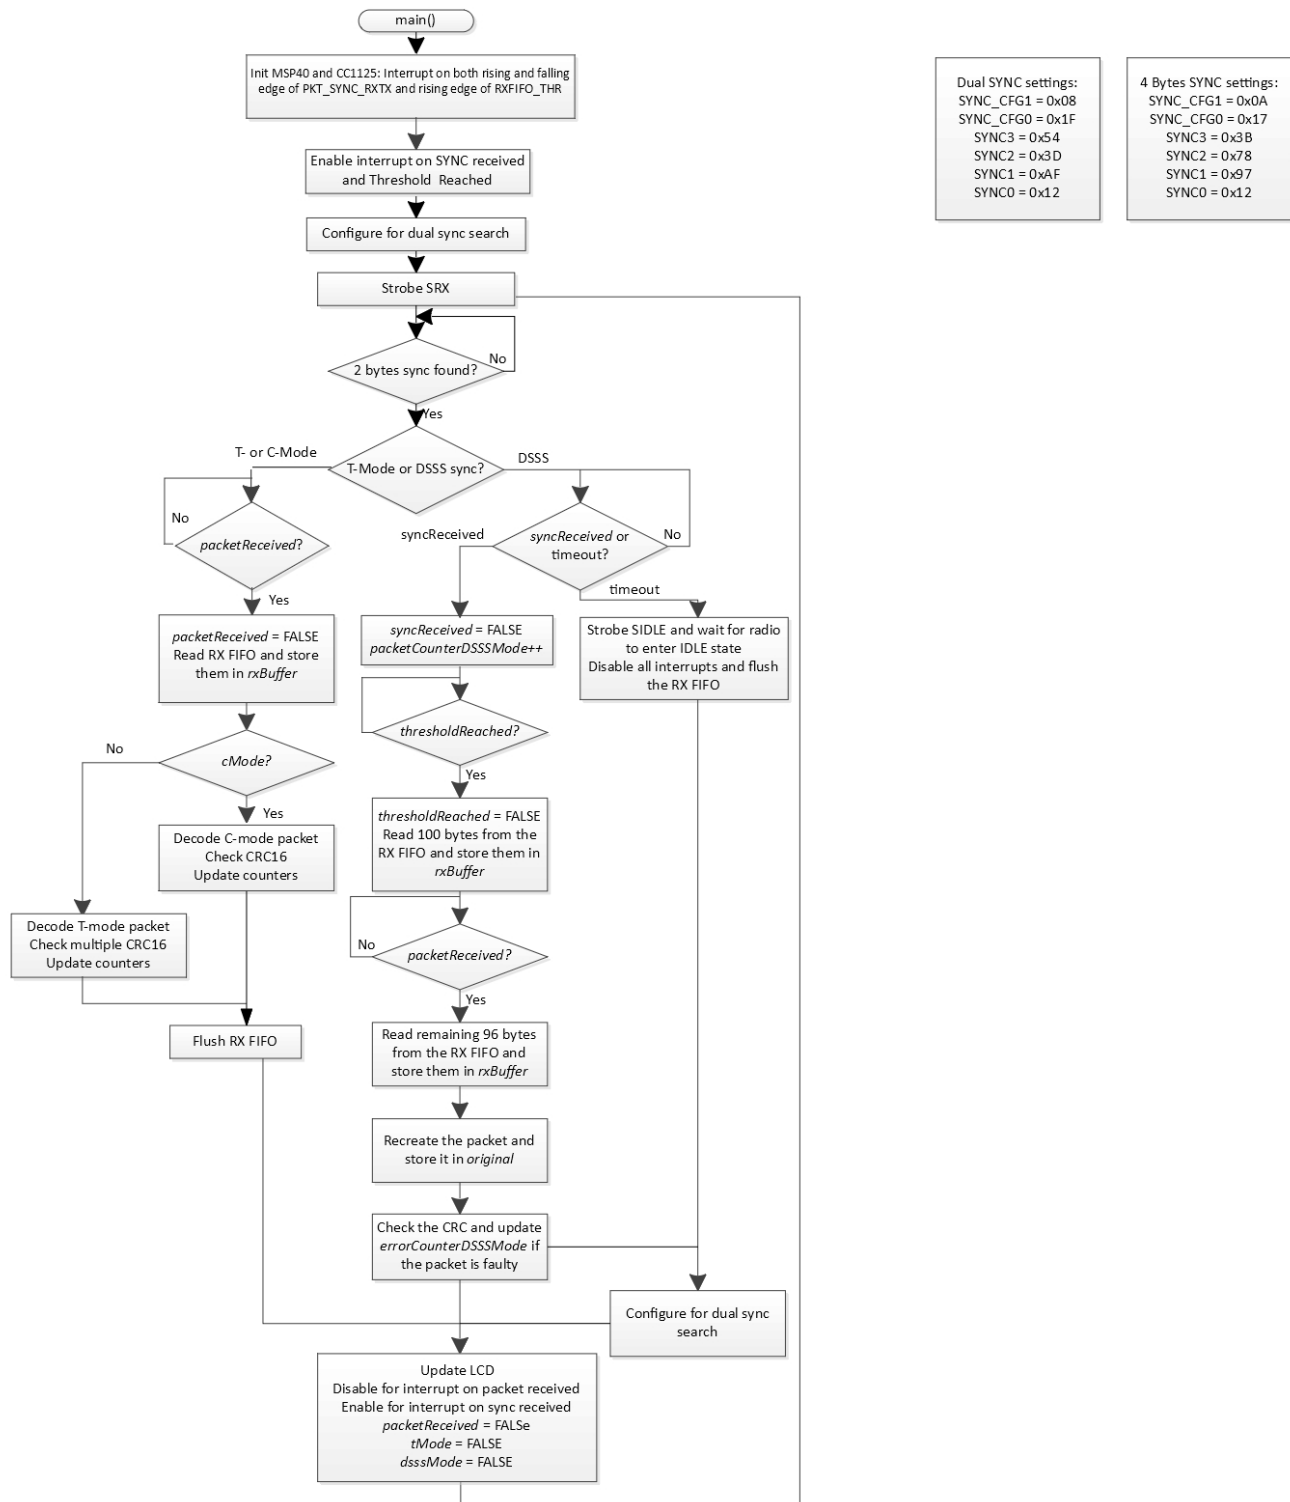 main()
Init MSP40 and CC1125: Interrupt on both rising and falling
edge of PKT_SYNC_RXTX and rising edge of RXFIFO_THR
Dual SYNC settings:
SYNC_CFG1 = 0x08
SYNC_CFG0 = 0x1F
SYNC3 = 0x54
SYNC2 = 0x3D
SYNC1 = 0xAF
SYNC0 = 0x12
4 Bytes SYNC settings:
SYNC_CFG1 = 0x0A
SYNC_CFG0 = 0x17
SYNC3 = 0x3B
SYNC2 = 0x78
SYNC1 = 0x97
SYNC0 = 0x12
Enable interrupt on SYNC received
and Threshold Reached
Configure for dual sync search
Strobe SRX
2 bytes sync found?
No
Yes
T-Mode or DSSS sync?
T- or C-Mode
DSSS
packetReceived?
No
Yes
syncReceived or
timeout?
No
syncReceived
timeout
packetReceived = FALSE
Read RX FIFO and store
them in rxBuffer
syncReceived = FALSE
packetCounterDSSSMode++
Strobe SIDLE and wait for radio
to enter IDLE state
Disable all interrupts and flush
the RX FIFO
cMode?
No
Yes
thresholdReached?
Yes
Decode C-mode packet
Check CRC16
Update counters
thresholdReached = FALSE
Read 100 bytes from the
RX FIFO and store them in
rxBuffer
Decode T-mode packet
Check multiple CRC16
Update counters
packetReceived?
No
Yes
Flush RX FIFO
Read remaining 96 bytes
from the RX FIFO and
store them in rxBuffer
Recreate the packet and
store it in original
Check the CRC and update
errorCounterDSSSMode if
the packet is faulty
Configure for dual sync
search
Update LCD
Disable for interrupt on packet received
Enable for interrupt on sync received
packetReceived = FALSe
tMode = FALSE
dsssMode = FALSE